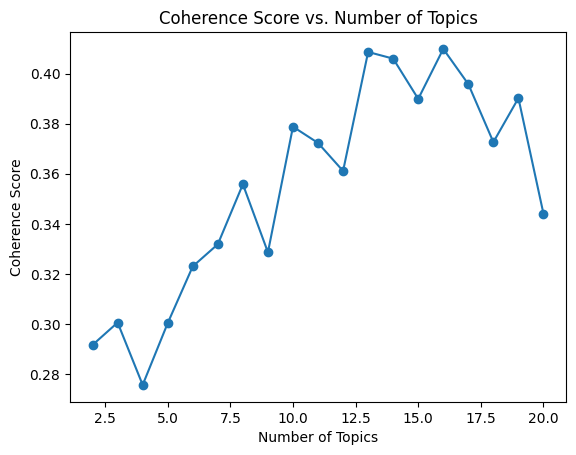 Coherence Score vs. Number of Topics
Coherence Score
0.40
0.38
0.36
0.34
0.32
0.30
0.28
2.5 5.0 7.5 10.0 12.5 15.0 17.5 20.0
Number of Topics